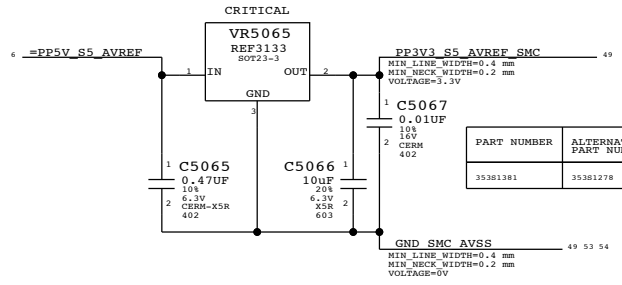 CRITICAL
VR5065
REF3133
SOT23-3
6 =PP5V_S5_AVREF
1 IN
OUT 2
GND
3
PP3V3_S5_AVREF_SMC 49
MIN_LINE_WIDTH=0.4 mm
MIN_NECK_WIDTH=0.2 mm
VOLTAGE=3.3V
1 C5067
0.01UF
10%
16V
2 CERM
402
PART NUMBER
353S1381
353S1278
1 C5065
0.47UF
10%
6.3V
2 CERM-X5R
402
C5066 1
10uF
20%
6.3V
X5R 2
603
GND_SMC_AVSS 49 53 54
MIN_LINE_WIDTH=0.4 mm
MIN_NECK_WIDTH=0.2 mm
VOLTAGE=0V